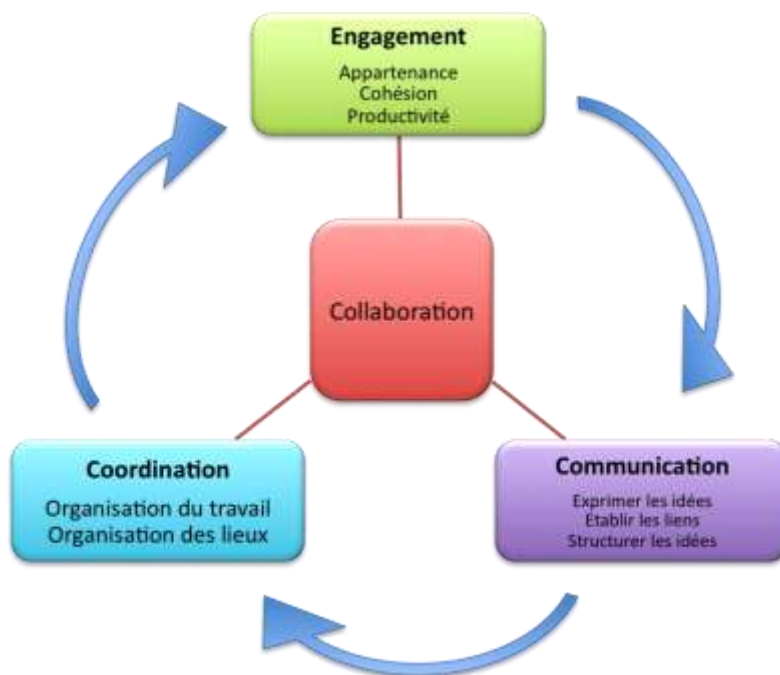 Engagement
Appartenance
Cohésion
Productivité
Collaboration
Coordination
Organisation du travail
Organisation des lieux
Communication
Exprimer les idées
Etablir les liens
Structurer les idées